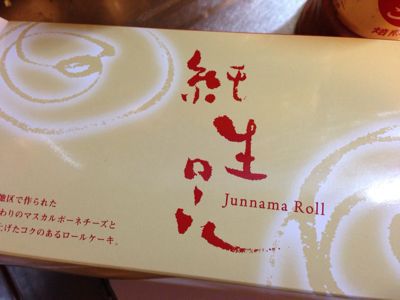 純生ロール
Junnama Roll
雄区で作られた
わりのマスカルポーネチーズと
上げたコクのあるロールケーキ。